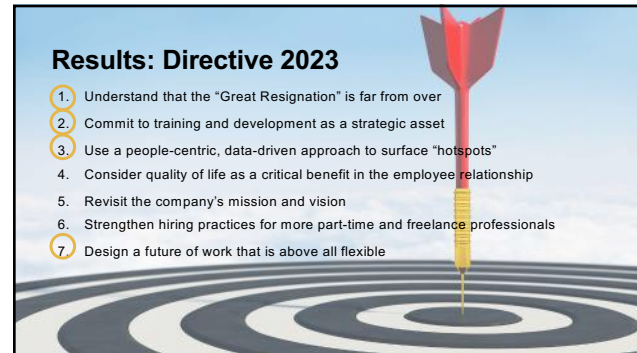 Results: Directive 2023
1. Understand that the “Great Resignation” is far from over
2. Commit to training and development as a strategic asset
3. Use a people-centric, data-driven approach to surface “hotspots”
4. Consider quality of life as a critical benefit in the employee relationship
5. Revisit the company’s mission and vision
6. Strengthen hiring practices for more part-time and freelance professionals
7. Design a future of work that is above all flexible